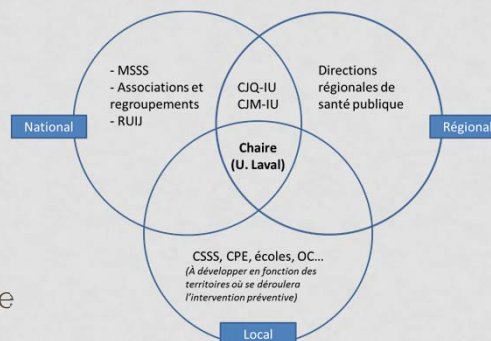 - MSSS
- Associations et
regroupements
- RUIJ
CJQ-IU
CJM-IU
Directions
régionales de
santé publique
National
Régional
Chaire
(U. Laval)
CSSS, CPE, écoles, OC...
(À développer en fonction des
territoires où se déroulera
l'intervention préventive)
e
Local